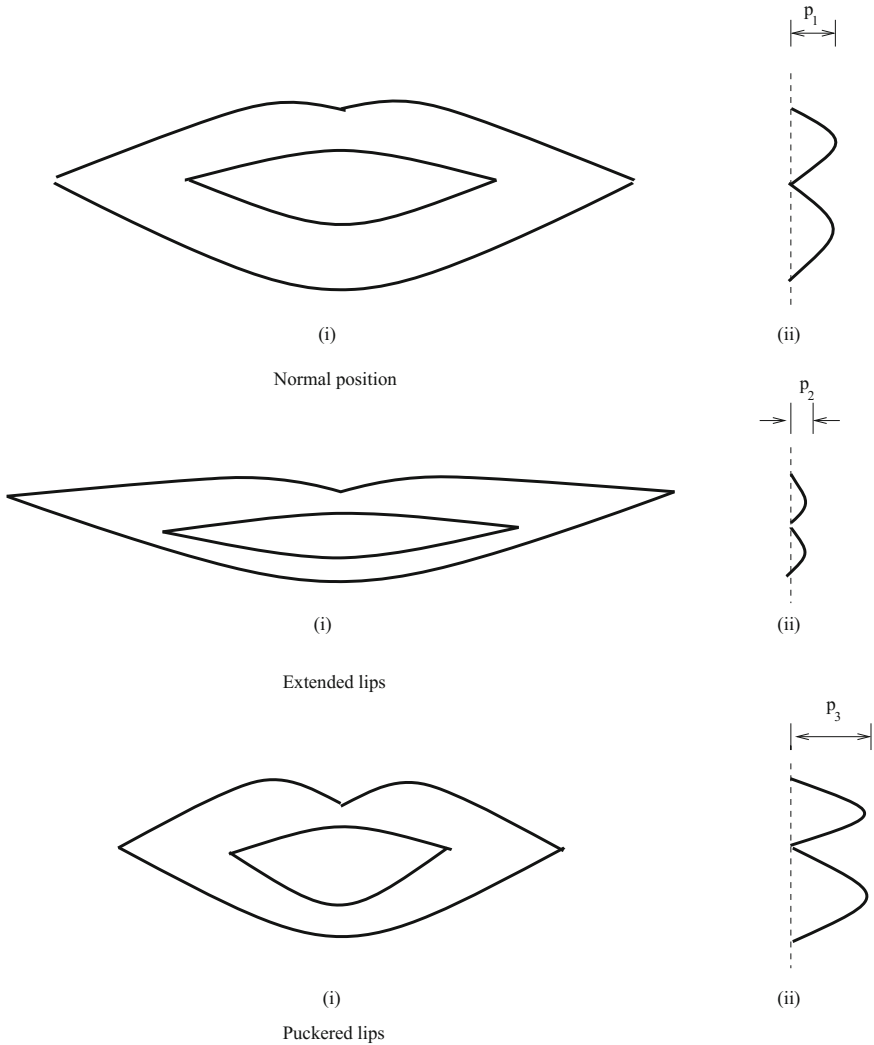 p1
(i) (ii)
Normal position
p2
(i) (ii)
Extended lips
p3
(i) (ii)
Puckered lips